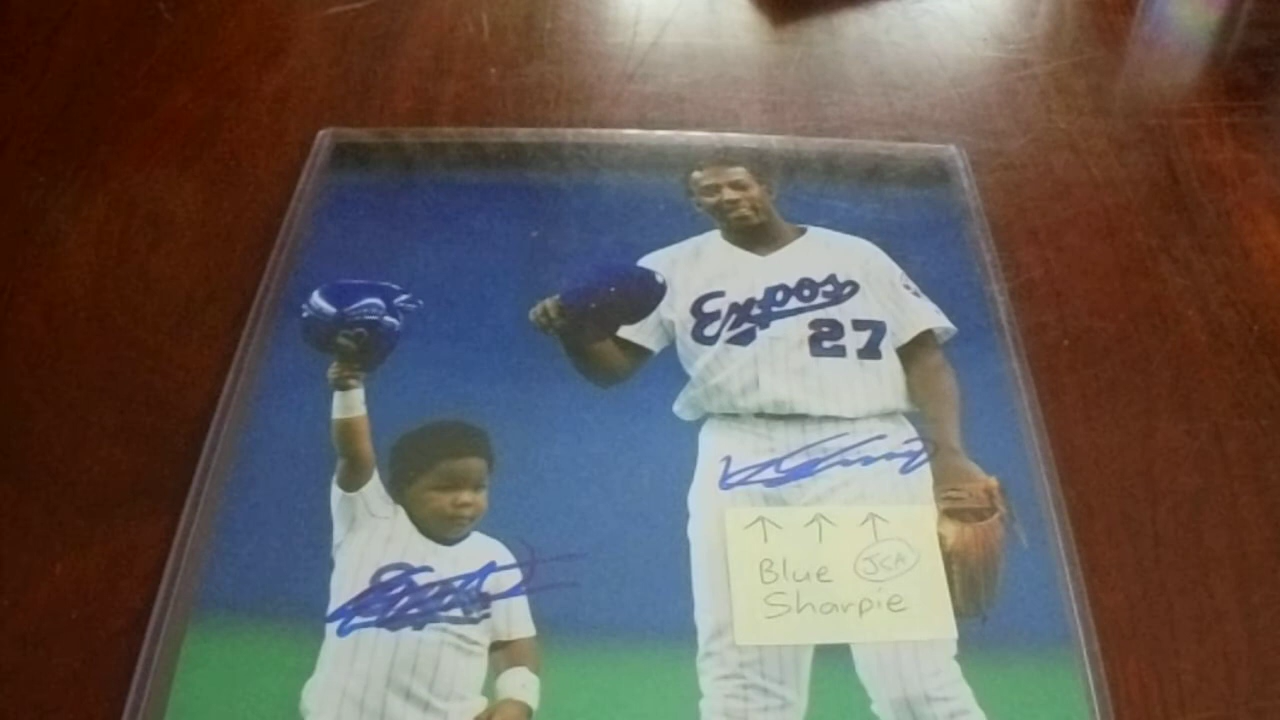 Expos
27
↑ ↑ ↑
Blue JSA
Sharpie